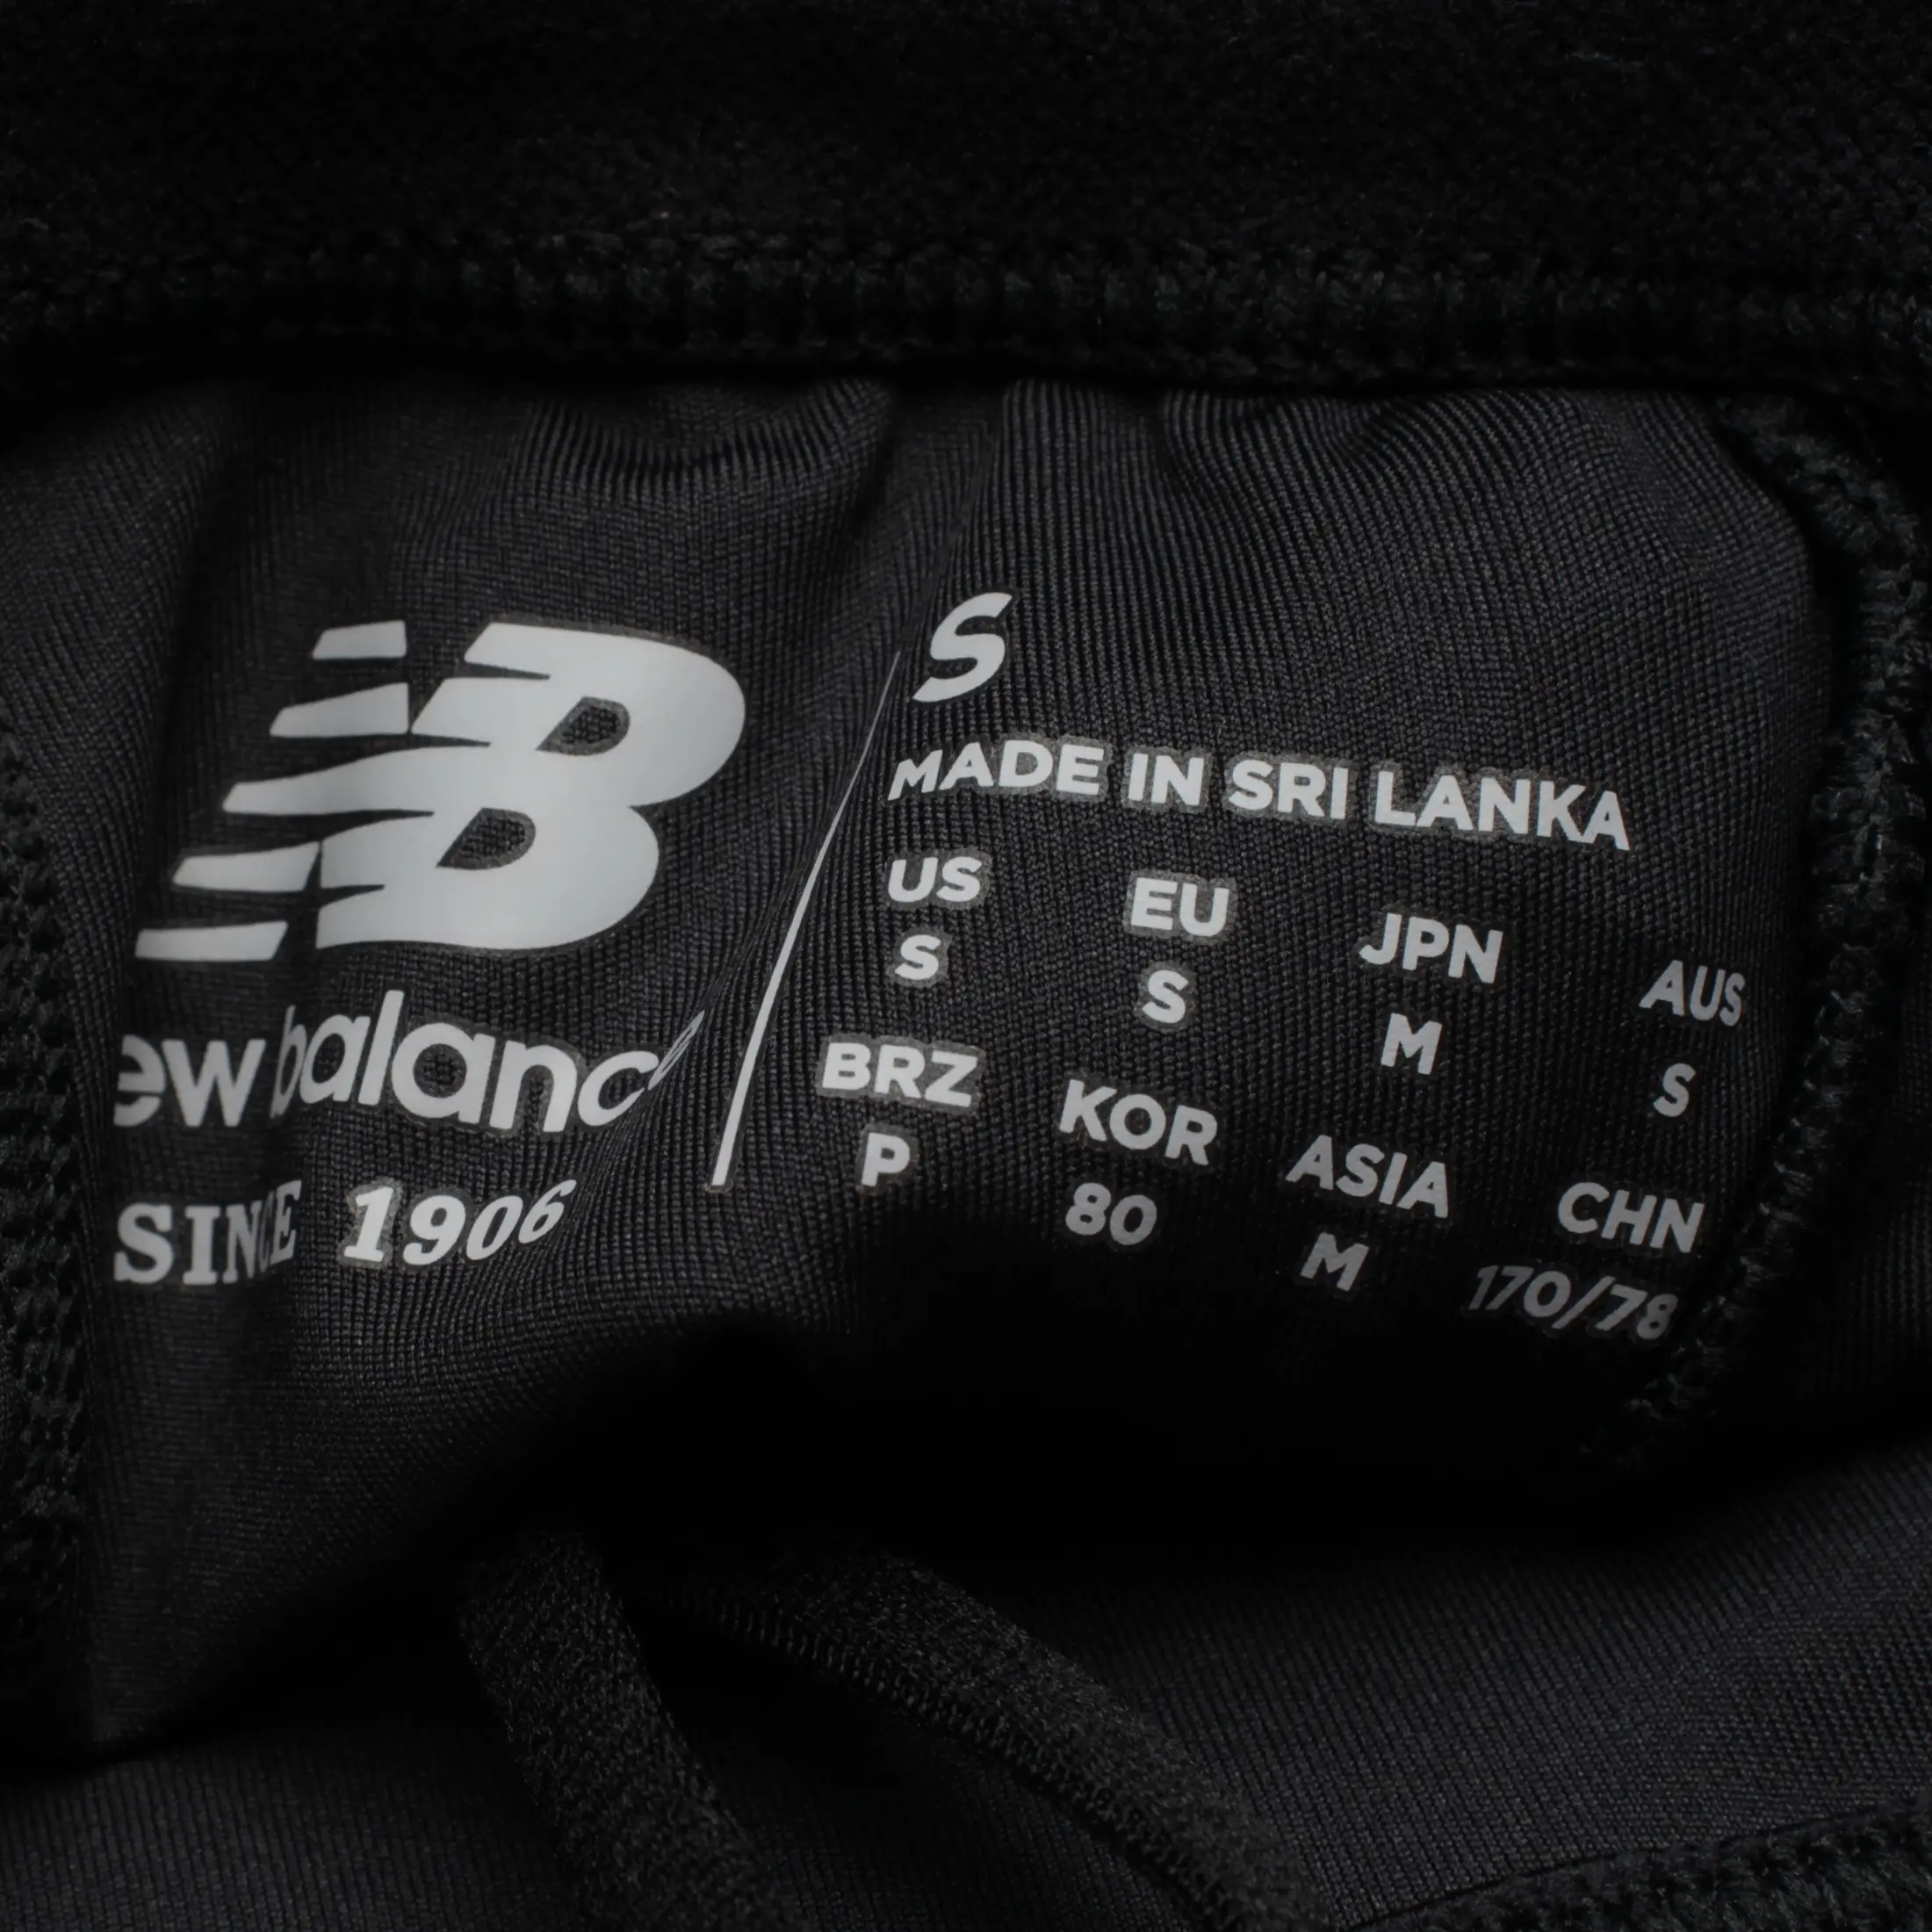 NB
ew balance
SINCE 1906
S
MADE IN SRI LANKA
US EU JPN AUS
S S M S
BRZ KOR ASIA CHN
P 80 M 170/78